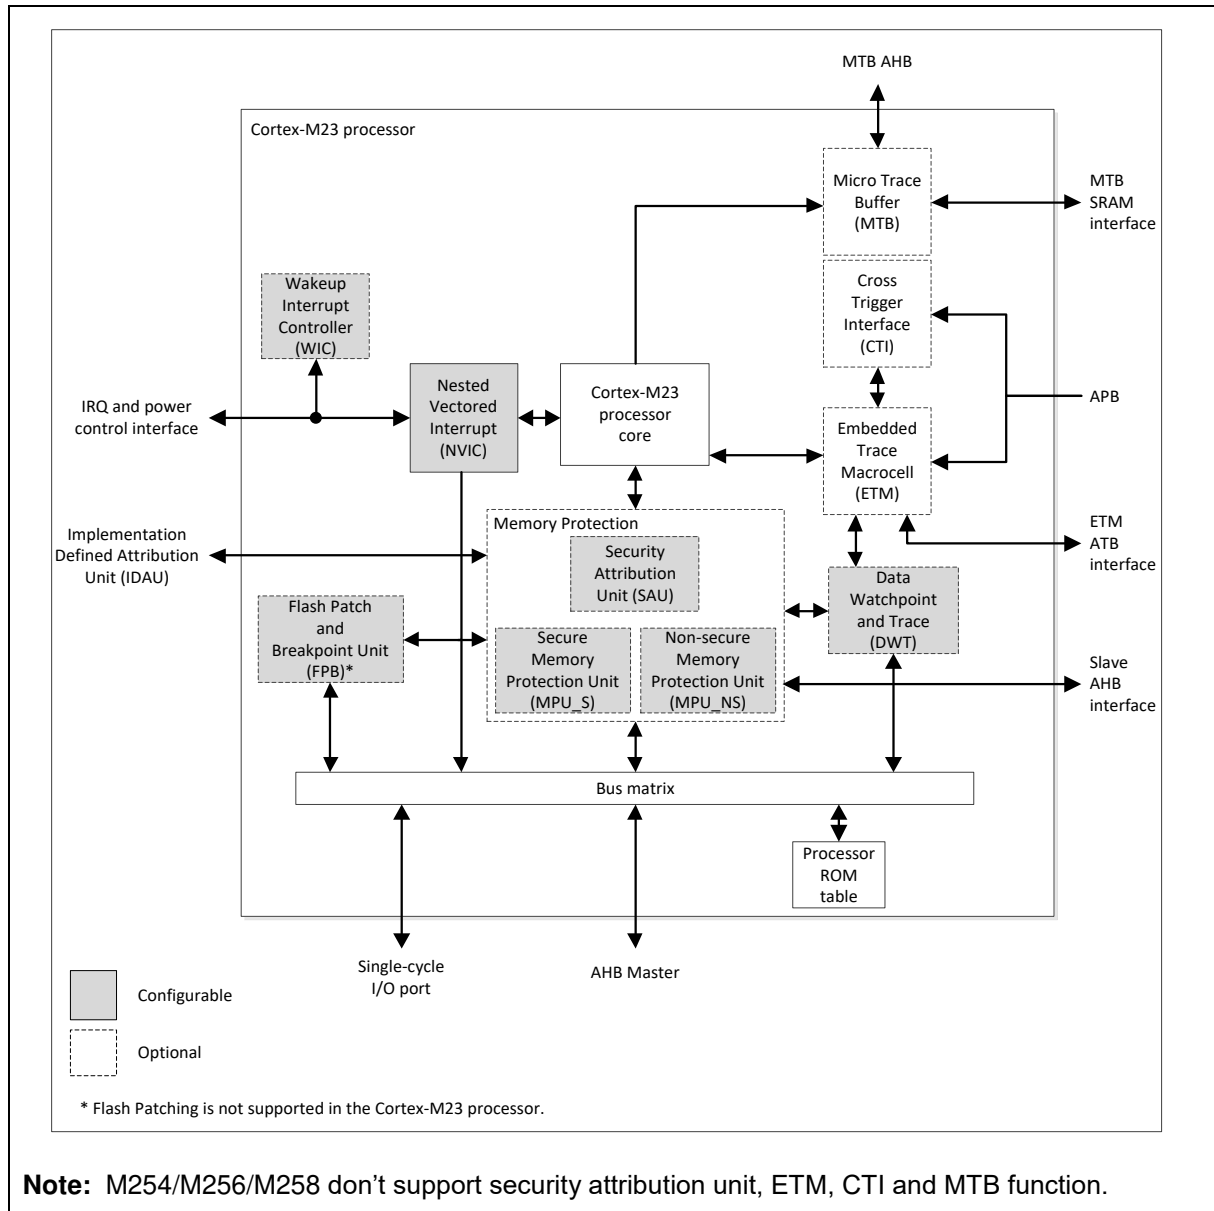 MTB AHB
Cortex-M23 processor
Micro Trace
Buffer
(MTB)
MTB
SRAM
interface
Wakeup
Interrupt
Controller
(WIC)
Cross
Trigger
Interface
(CTI)
IRQ and power
control interface
Nested
Vectored
Interrupt
(NVIC)
Cortex-M23
processor
core
APB
Embedded
Trace
Macrocell
(ETM)
Implementation
Defined Attribution
Unit (IDAU)
Memory Protection
Security
Attribution
Unit (SAU)
ETM
ATB
interface
Data
Watchpoint
and Trace
(DWT)
Flash Patch
and
Breakpoint Unit
(FPB)*
Secure
Memory
Protection Unit
(MPU_S)
Non-secure
Memory
Protection Unit
(MPU_NS)
Slave
AHB
interface
Bus matrix
Processor
ROM
table
Single-cycle
I/O port
AHB Master
Configurable
Optional
* Flash Patching is not supported in the Cortex-M23 processor.
Note: M254/M256/M258 don’t support security attribution unit, ETM, CTI and MTB function.